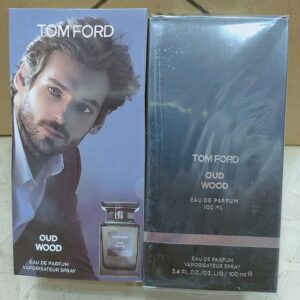 TOM FORD
OUD
WOOD
EAU DE PARFUM
VAPORISATEUR SPRAY
TOM FORD
OUD
WOOD
EAU DE PARFUM
100 ML
EAU DE PARFUM
VAPORISATEUR SPRAY
3.4 FL.OZ./OZ. LIQ./100 ml ℮